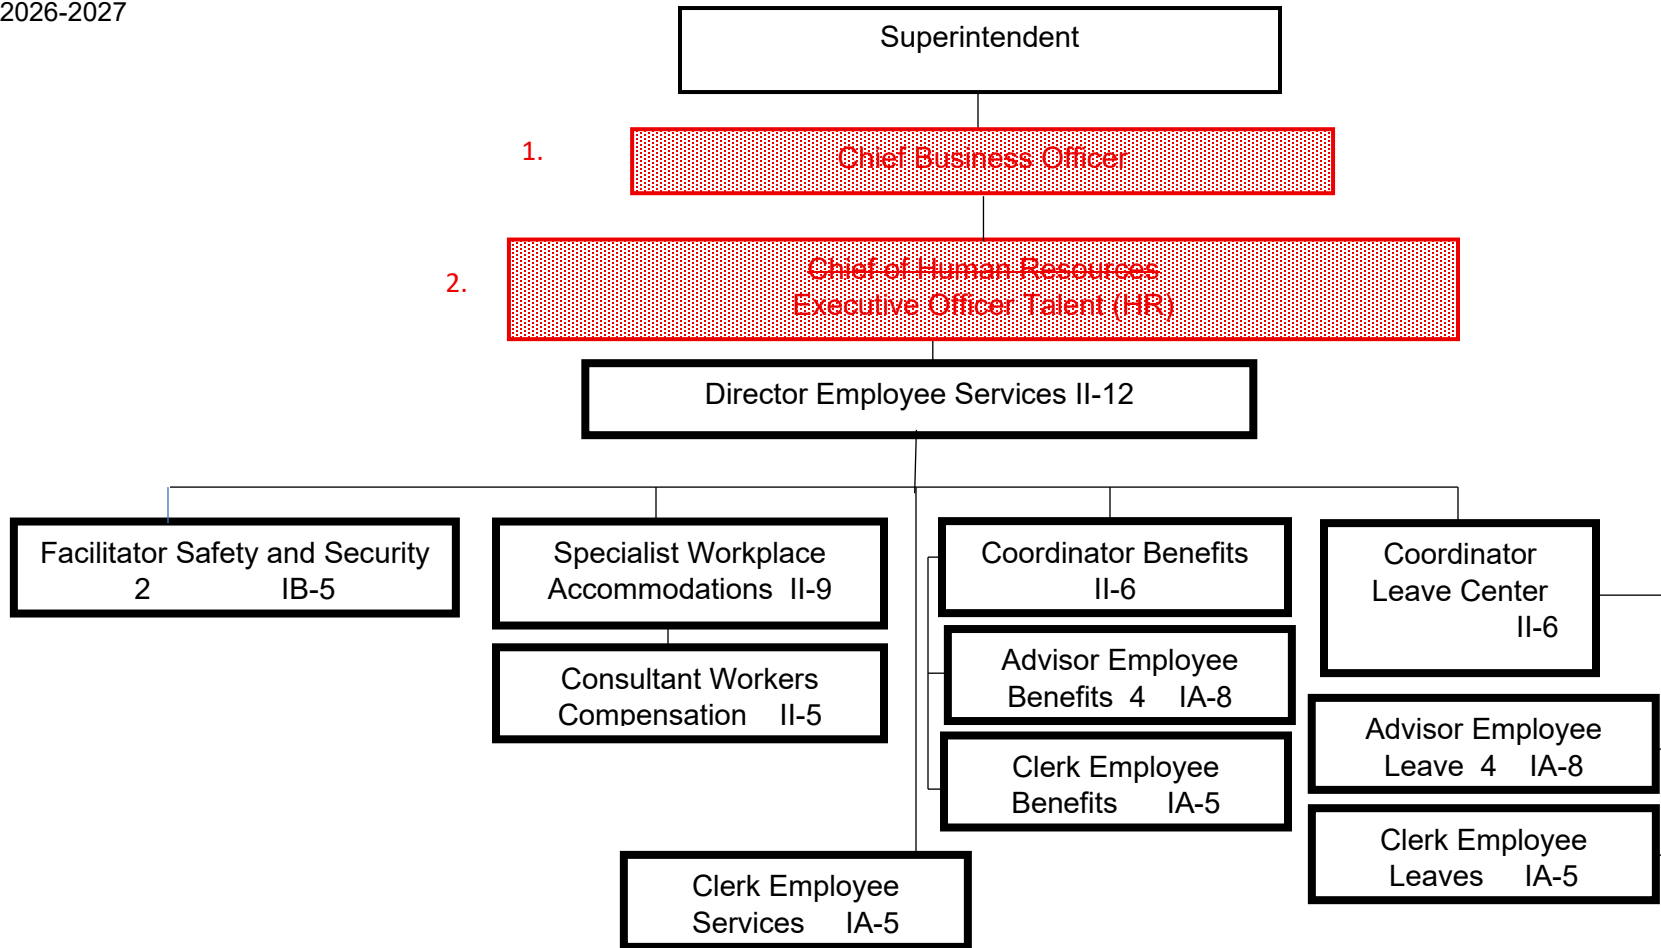 2026-2027
Superintendent
1.
Chief Business Officer
2.
Chief of Human Resources
Executive Officer Talent (HR)
Director Employee Services II-12
Facilitator Safety and Security
2 IB-5
Specialist Workplace
Accommodations II-9
Consultant Workers
Compensation II-5
Coordinator Benefits
II-6
Advisor Employee
Benefits 4 IA-8
Clerk Employee
Benefits IA-5
Coordinator
Leave Center
II-6
Advisor Employee
Leave 4 IA-8
Clerk Employee
Leaves IA-5
Clerk Employee
Services IA-5